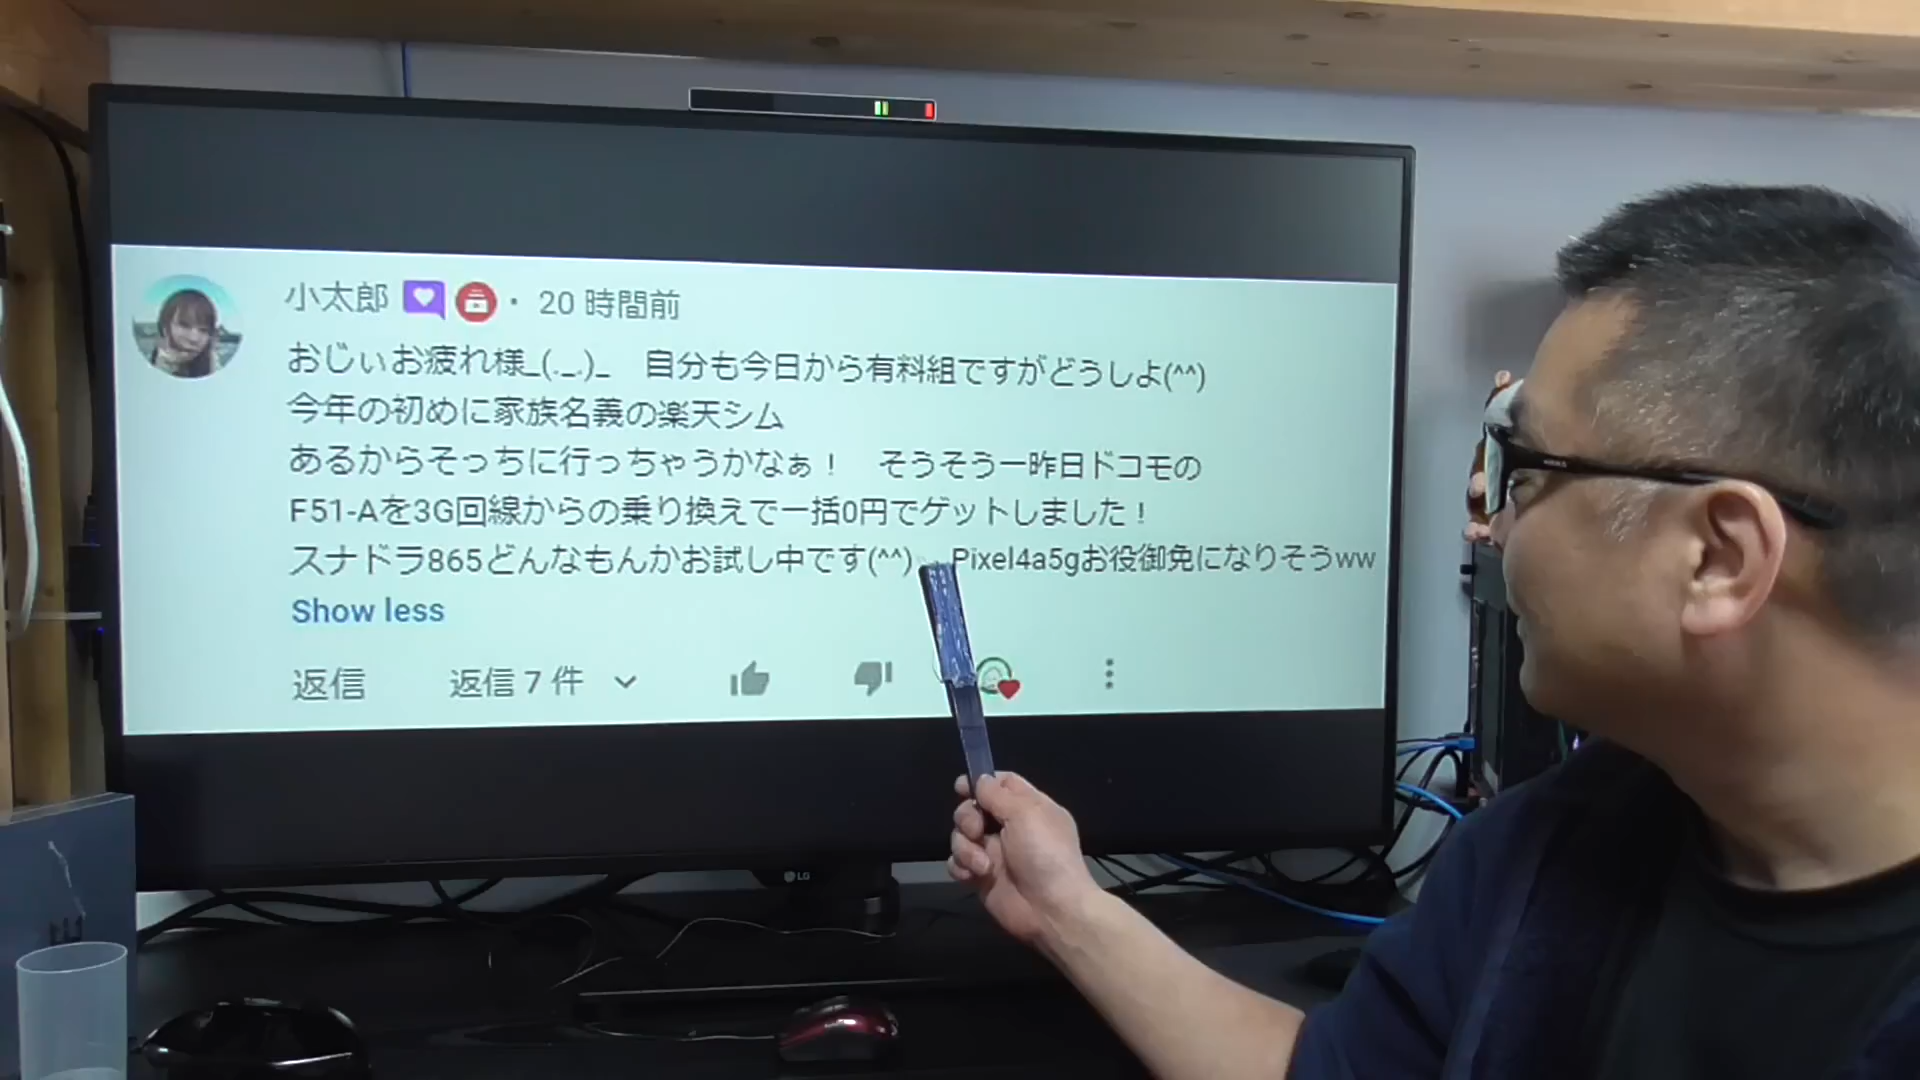 小太郎 · 20 時間前
おじぃお疲れ様_(._.)_　自分も今日から有料組ですがどうしよ(^^)
今年の初めに家族名義の楽天シム
あるからそっちに行っちゃうかなぁ！　そうそう一昨日ドコモの
F51-Aを3G回線からの乗り換えで一括0円でゲットしました！
スナドラ865どんなもんかお試し中です(^^)　Pixel4a5gお役御免になりそうww
Show less
返信　返信 7 件
LG